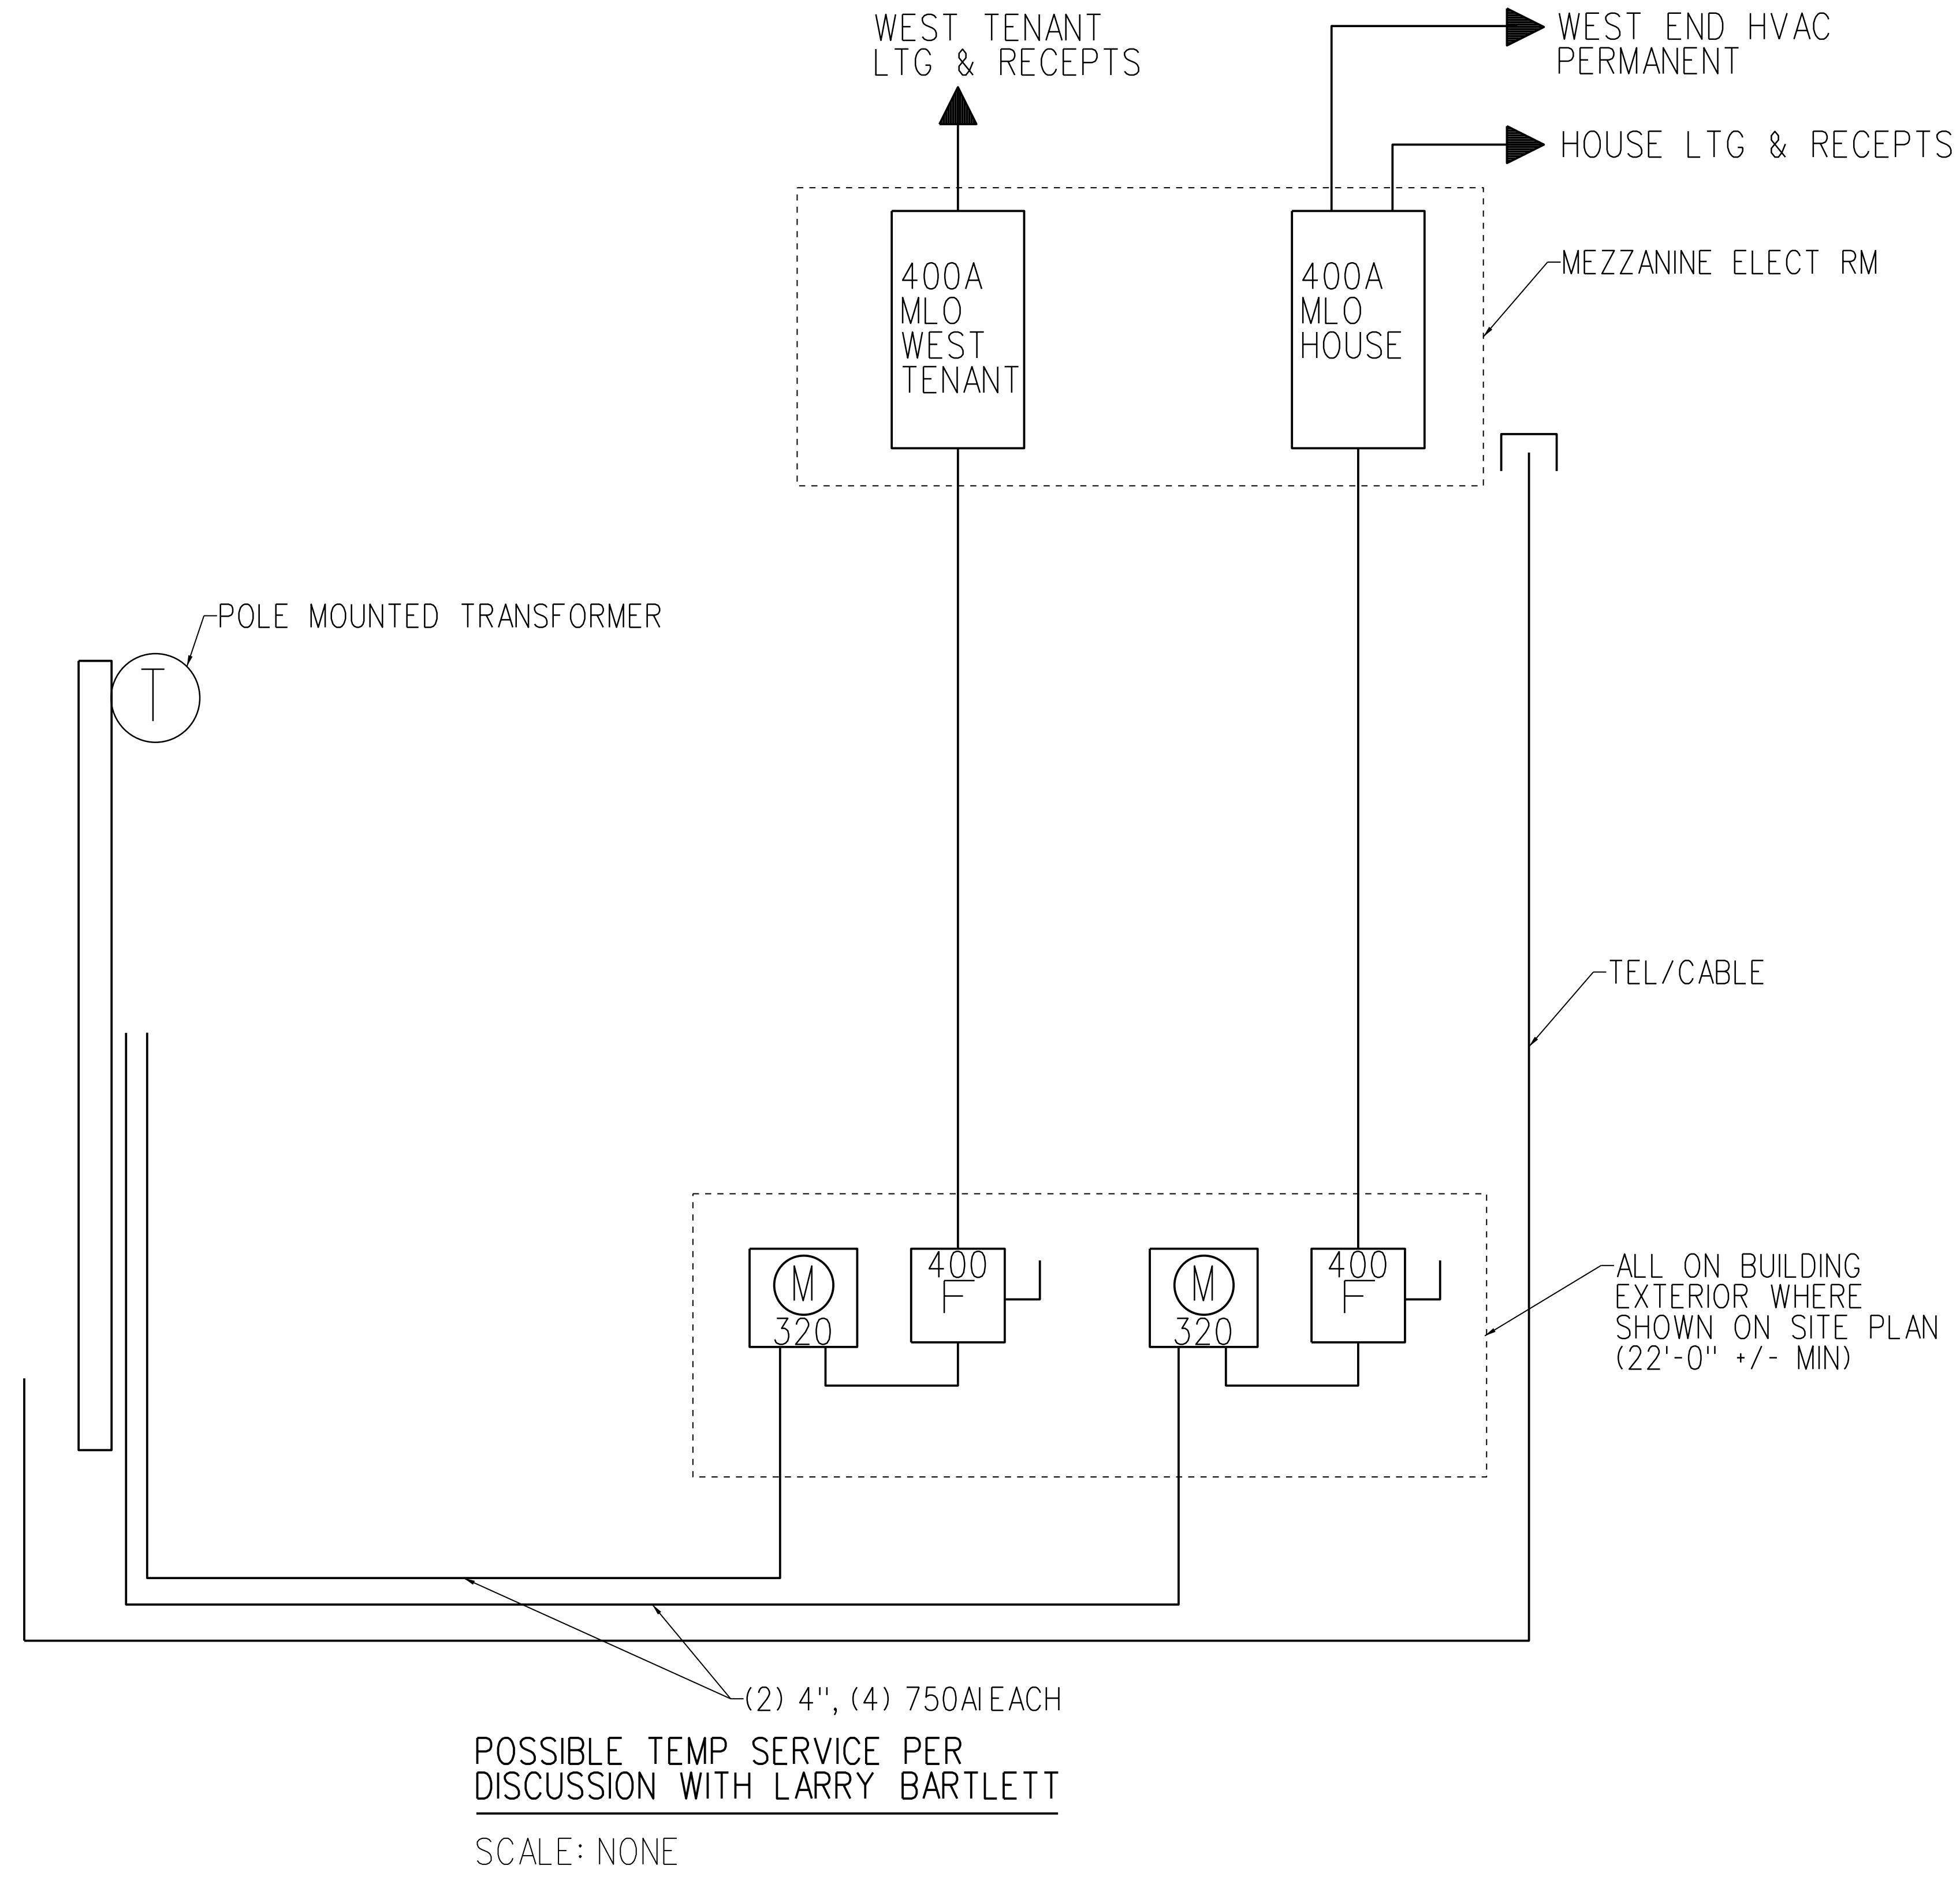 WEST TENANT
LTG & RECEPTS
WEST END HVAC
PERMANENT
HOUSE LTG & RECEPTS
400A
MLO
WEST
TENANT
400A
MLO
HOUSE
MEZZANINE ELECT RM
POLE MOUNTED TRANSFORMER
T
TEL/CABLE
M
320
400
F
M
320
400
F
ALL ON BUILDING
EXTERIOR WHERE
SHOWN ON SITE PLAN
(22'-0" +/- MIN)
(2) 4", (4) 750AlEACH
POSSIBLE TEMP SERVICE PER
DISCUSSION WITH LARRY BARTLETT
SCALE: NONE